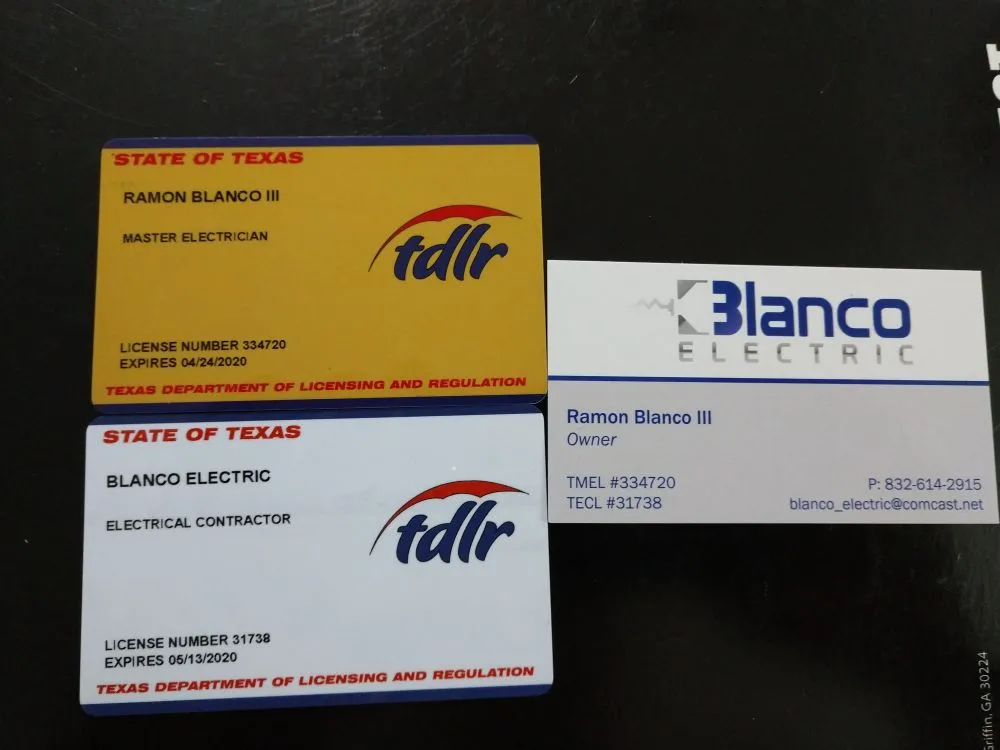 STATE OF TEXAS
RAMON BLANCO III
MASTER ELECTRICIAN
tdlr
LICENSE NUMBER 334720
EXPIRES 04/24/2020
TEXAS DEPARTMENT OF LICENSING AND REGULATION
STATE OF TEXAS
BLANCO ELECTRIC
ELECTRICAL CONTRACTOR
tdlr
LICENSE NUMBER 31738
EXPIRES 05/13/2020
TEXAS DEPARTMENT OF LICENSING AND REGULATION
Blanco
ELECTRIC
Ramon Blanco III
Owner
TMEL #334720
TECL #31738
P: 832-614-2915
blanco_electric@comcast.net
GA 30224